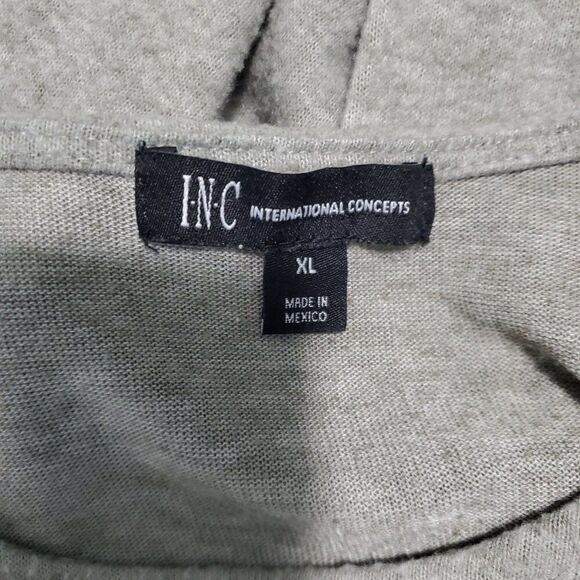 I·N·C INTERNATIONAL CONCEPTS
XL
MADE IN
MEXICO